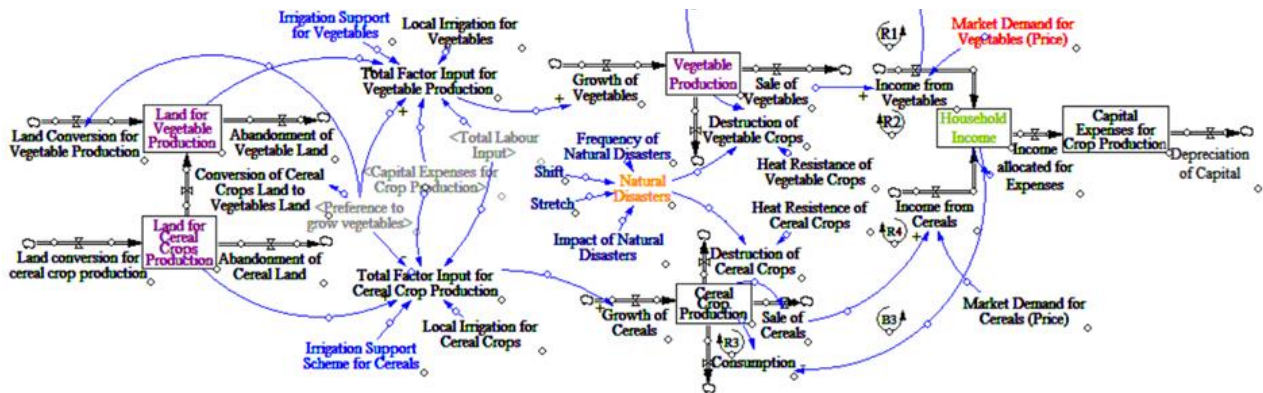 Irrigation Support
for Vegetables
Local Irrigation for
Vegetables
R1
Market Demand for
Vegetables (Price)
Total Factor Input for
Vegetable Production
+
Growth of
Vegetables
+
Vegetable
Production
Sale of
Vegetables
+
Income from
Vegetables
R2
Land Conversion for
Vegetable Production
Land for
Vegetable
Production
Abandonment of
Vegetable Land
<Total Labour
Input>
Frequency of
Natural Disasters
Destruction of
Vegetable Crops
Household
Income
Income
allocated for
Expenses
Capital
Expenses for
Crop Production
Depreciation
of Capital
Conversion of Cereal
Crops Land to
Vegetables Land
<Capital Expenses for
Crop Production>
<Preference to
grow vegetables>
Shift
Stretch
Natural
Disasters
Heat Resistance of
Vegetable Crops
Heat Resistence of
Cereal Crops
Income from
Cereals
+
R4
Land conversion for
cereal crop production
Land for
Cereal
Crops
Production
Abandonment of
Cereal Land
Impact of Natural
Disasters
Destruction of
Cereal Crops
Total Factor Input for
Cereal Crop Production
+
Growth of
Cereals
Cereal
Crop
Production
Sale of
Cereals
B3
Market Demand for
Cereals (Price)
Irrigation Support
Scheme for Cereals
Local Irrigation for
Cereal Crops
R3
Consumption